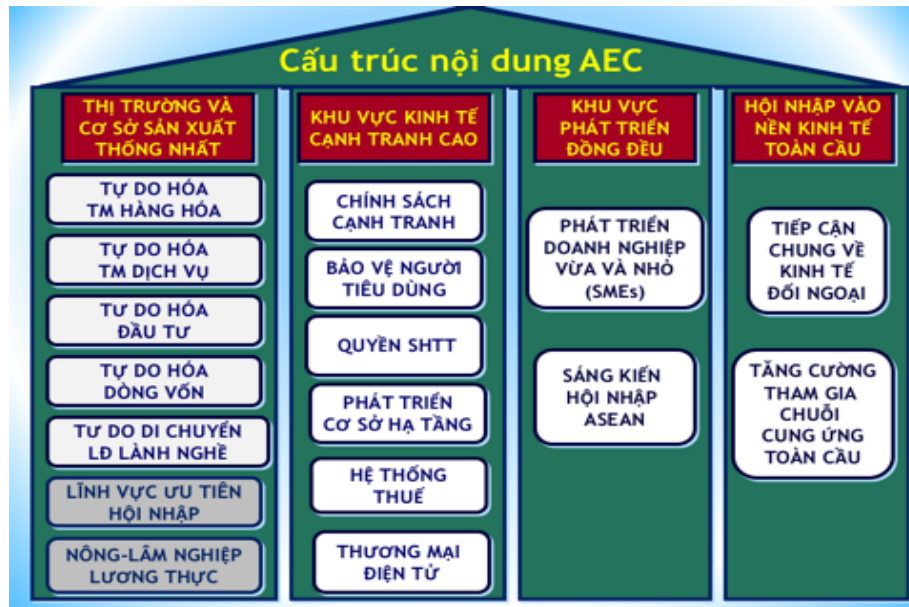 Cấu trúc nội dung AEC
THỊ TRƯỜNG VÀ
CƠ SỞ SẢN XUẤT
THỐNG NHẤT
TỰ DO HÓA
TM HÀNG HÓA
TỰ DO HÓA
TM DỊCH VỤ
TƯ DO HÓA
ĐẦU TƯ
TỰ DO HÓA
DÒNG VỐN
TƯ DO DI CHUYỂN
LĐ LÀNH NGHỀ
LĨNH VỰC ƯU TIÊN
HỘI NHẬP
NÔNG-LÂM NGHIỆP
LƯƠNG THỰC
KHU VỰC KINH TẾ
CẠNH TRANH CAO
CHÍNH SÁCH
CẠNH TRANH
BẢO VỆ NGƯỜI
TIÊU DÙNG
QUYỀN SHTT
PHÁT TRIỂN
CƠ SỞ HẠ TẦNG
HỆ THỐNG
THUẾ
THƯƠNG MẠI
ĐIỆN TỬ
KHU VỰC
PHÁT TRIỂN
ĐỒNG ĐỀU
PHÁT TRIỂN
DOANH NGHIỆP
VỪA VÀ NHỎ
(SMEs)
SÁNG KIẾN
HỘI NHẬP
ASEAN
HỘI NHẬP VÀO
NỀN KINH TẾ
TOÀN CẦU
TIẾP CẬN
CHUNG VỀ
KINH TẾ
ĐỐI NGOẠI
TĂNG CƯỜNG
THAM GIA
CHUỖI
CUNG ỨNG
TOÀN CẦU